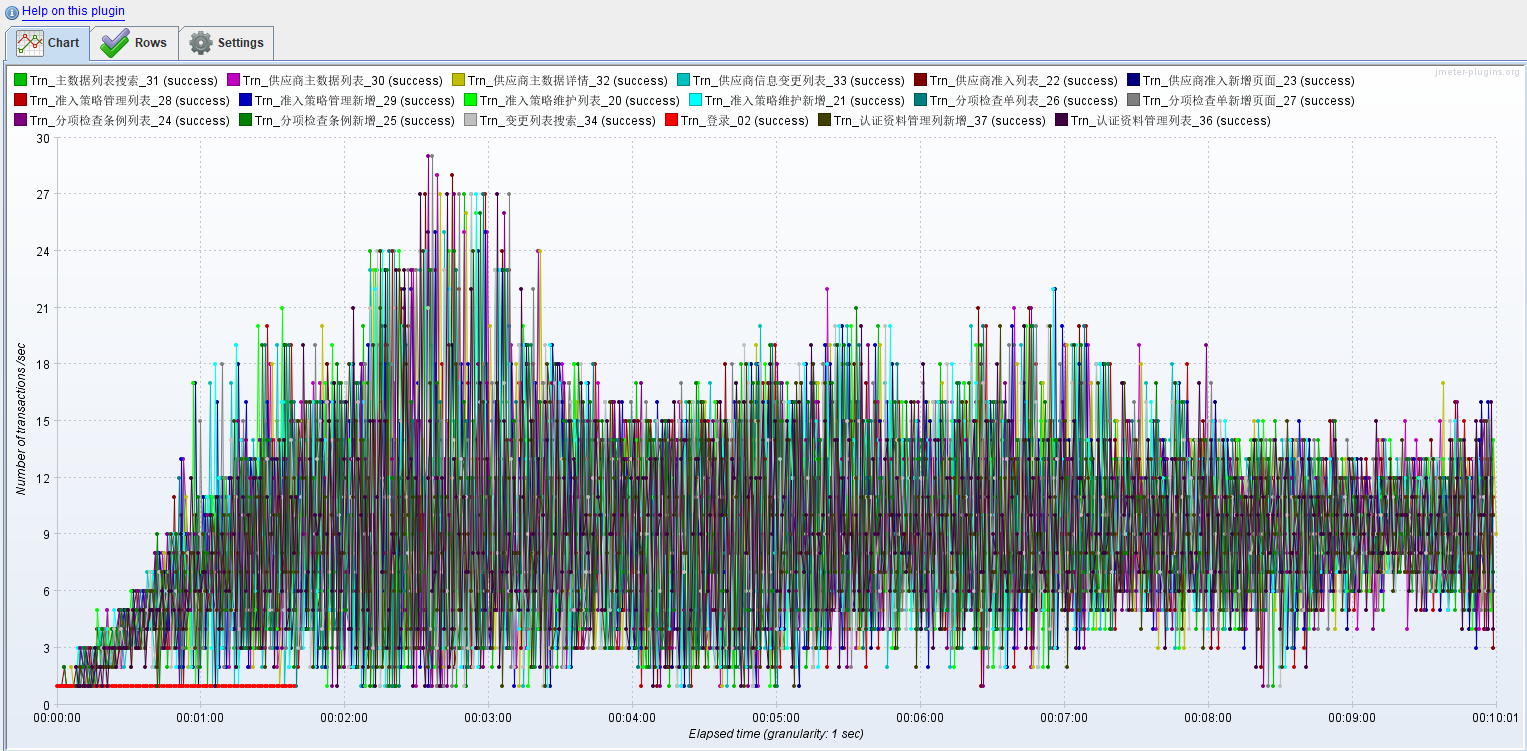 Help on this plugin
Chart Rows Settings
Trn_主数据列表搜索_31 (success) Trn_供应商主数据列表_30 (success) Trn_供应商主数据详情_32 (success) Trn_供应商信息变更列表_33 (success) Trn_供应商准入列表_22 (success) Trn_供应商准入新增页面_23 (success)
jmeter-plugins.org
Trn_准入策略管理列表_28 (success) Trn_准入策略管理新增_29 (success) Trn_准入策略维护列表_20 (success) Trn_准入策略维护新增_21 (success) Trn_分项检查单列表_26 (success) Trn_分项检查单新增页面_27 (success)
Trn_分项检查条例列表_24 (success) Trn_分项检查条例新增_25 (success) Trn_变更列表搜索_34 (success) Trn_登录_02 (success) Trn_认证资料管理列新增_37 (success) Trn_认证资料管理列表_36 (success)
30
27
24
21
18
15
12
9
6
3
0
Number of transactions /sec
00:00:00 00:01:00 00:02:00 00:03:00 00:04:00 00:05:00 00:06:00 00:07:00 00:08:00 00:09:00 00:10:01
Elapsed time (granularity: 1 sec)